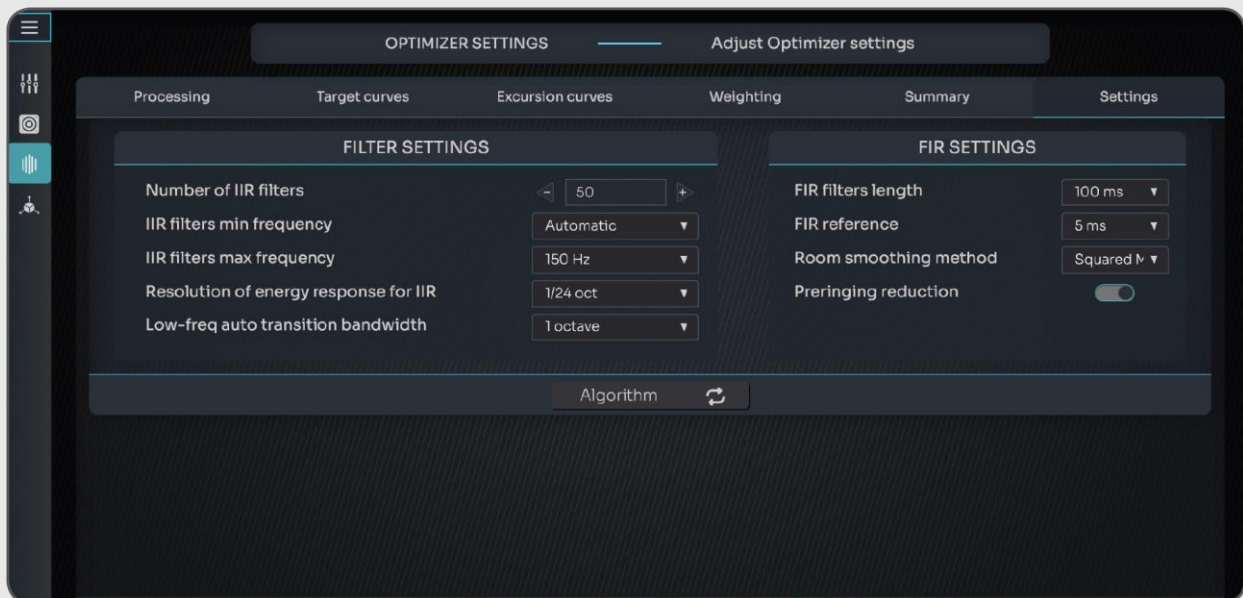 OPTIMIZER SETTINGS Adjust Optimizer settings
Processing Target curves Excursion curves Weighting Summary Settings
FILTER SETTINGS
Number of IIR filters - 50 +
IIR filters min frequency Automatic
IIR filters max frequency 150 Hz
Resolution of energy response for IIR 1/24 oct
Low-freq auto transition bandwidth 1 octave
FIR SETTINGS
FIR filters length 100 ms
FIR reference 5 ms
Room smoothing method Squared M
Preringing reduction
Algorithm